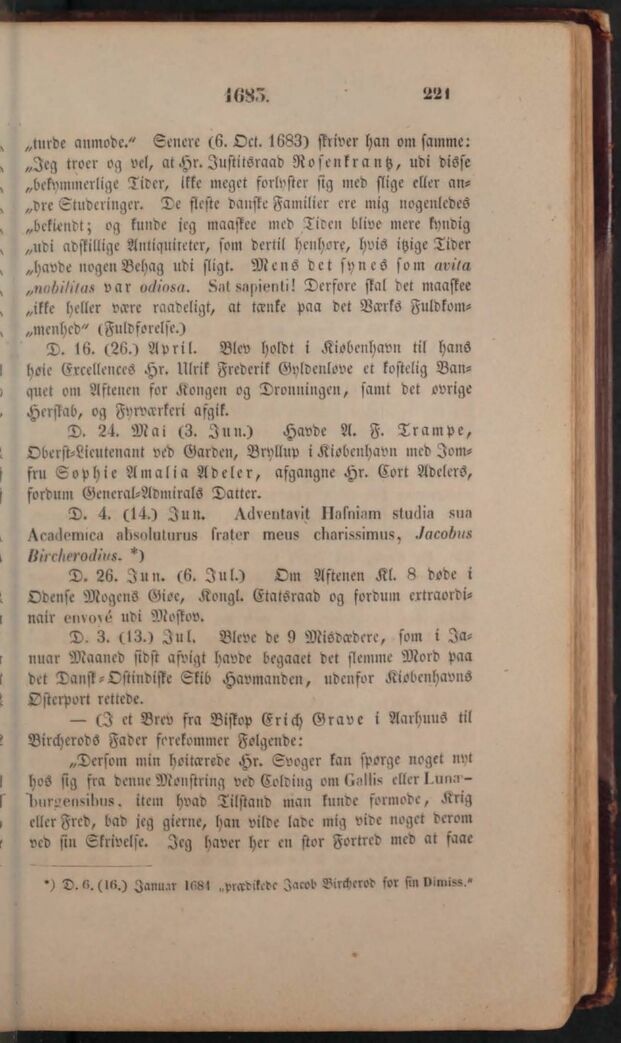 1683. 221
„turde anmode.“ Senere (6. Oct. 1683) skriver han om samme:
„Jeg troer og vel, at Hr. Justitsraad Rosenkrantz, udi disse
„bekymmerlige Tider, ikke meget forlyster sig med slige eller an-
„dre Studeringer. De fleste danske Familier ere mig nogenledes
„bekiendt; og kunde jeg maaskee med Tiden blive mere kyndig
„udi adskillige Antiquiteter, som dertil henhøre, hvis itzige Tider
„havde nogen Behag udi sligt. Mens det synes som avita
„nobilitas var odiosa. Sat sapienti! Derfore skal det maaskee
„ikke heller være raadeligt, at tænke paa det Værks Fuldkom-
„menhed“ (Fuldførelse.)
D. 16. (26.) April. Blev holdt i Kiøbenhavn til hans
høie Excellences Hr. Ulrik Frederik Gyldenløve et kostelig Ban-
quet om Aftenen for Kongen og Dronningen, samt det øvrige
Herskab, og Fyrværkeri afgik.
D. 24. Mai (3. Jun.) Havde A. F. Trampe,
Oberst-Lieutenant ved Garden, Bryllup i Kiøbenhavn med Jom-
fru Sophie Amalia Adeler, afgangne Hr. Cort Adelers,
fordum General-Admirals Datter.
D. 4. (14.) Jun. Adventavit Hafniam studia sua
Academica absoluturus frater meus charissimus, Jacobus
Bircherodius. *)
D. 26. Jun. (6. Jul.) Om Aftenen Kl. 8 døde i
Odense Mogens Giøe, Kongl. Etatsraad og fordum extraordi-
nair envoyé udi Moskov.
D. 3. (13.) Jul. Bleve de 9 Misdædere, som i Ja-
nuar Maaned sidst afvigt havde begaaet det slemme Mord paa
det Dansk-Ostindiske Skib Havmanden, udenfor Kiøbenhavns
Østerport rettede.
— (I et Brev fra Biskop Erich Grave i Aarhuus til
Bircherods Fader forekommer Følgende:
„Dersom min høitærede Hr. Svoger kan spørge noget nyt
hos sig fra denne Mønstring ved Colding om Gallis eller Luna-
burgensibus, item hvad Tilstand man kunde formode, Krig
eller Fred, bad jeg gierne, han vilde lade mig vide noget derom
ved sin Skrivelse. Jeg haver her en stor Fortred med at faae
*) D. 6. (16.) Januar 1684 „prædikede Jacob Bircherod for sin Dimiss.“